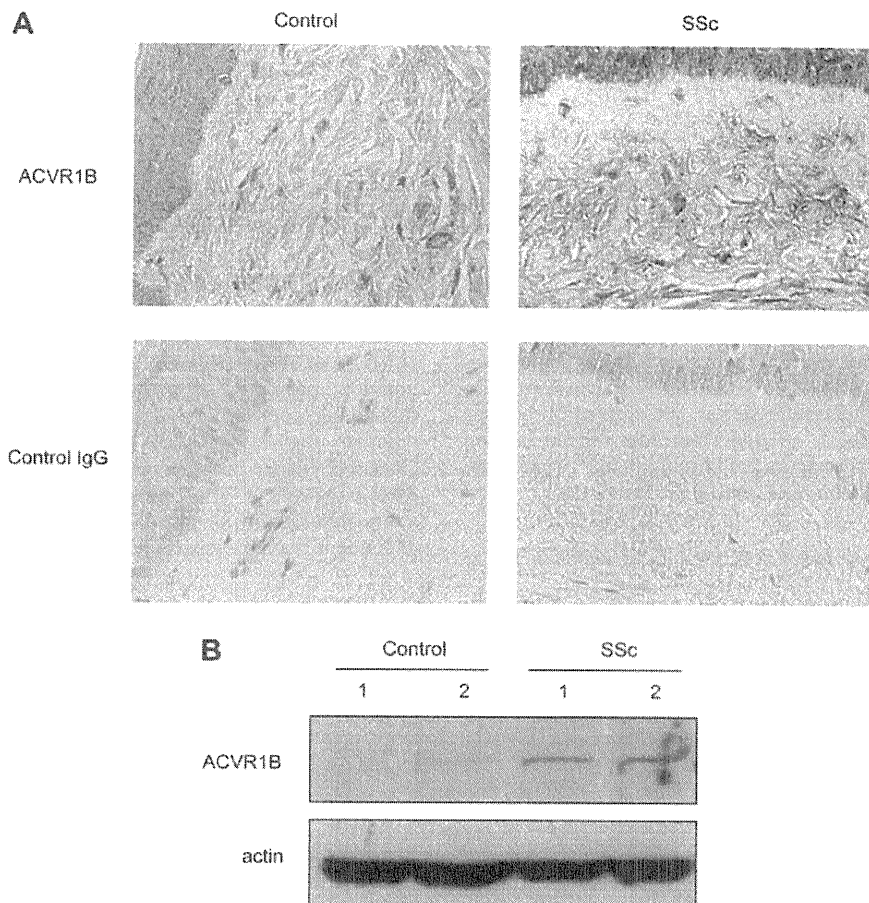 A
Control
SSc
ACVR1B
Control IgG
B
Control
SSc
1
2
1
2
ACVR1B
actin